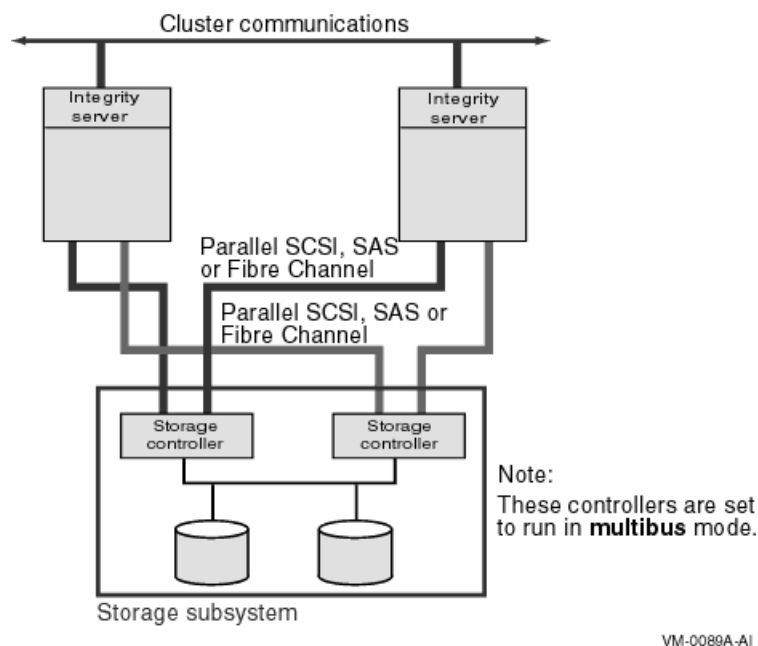 Cluster communications
Integrity
server
Integrity
server
Parallel SCSI, SAS
or Fibre Channel
Parallel SCSI, SAS or
Fibre Channel
Storage
controller
Storage
controller
Note:
These controllers are set
to run in multibus mode.
Storage subsystem
VM-0089A-AI